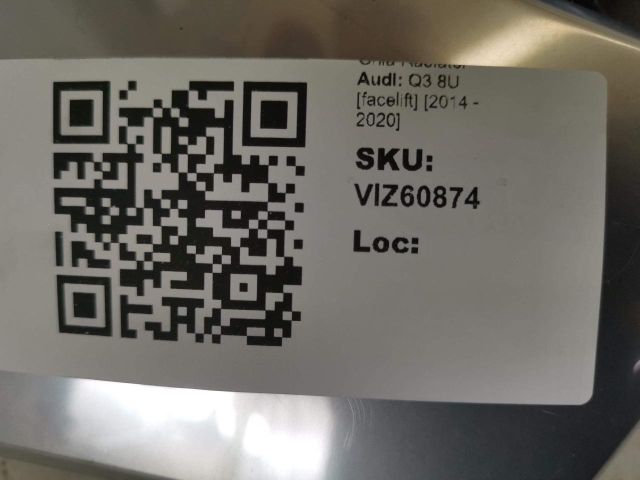 Audi: Q3 8U
[facelift] [2014 -
2020]
SKU:
VIZ60874
Loc: